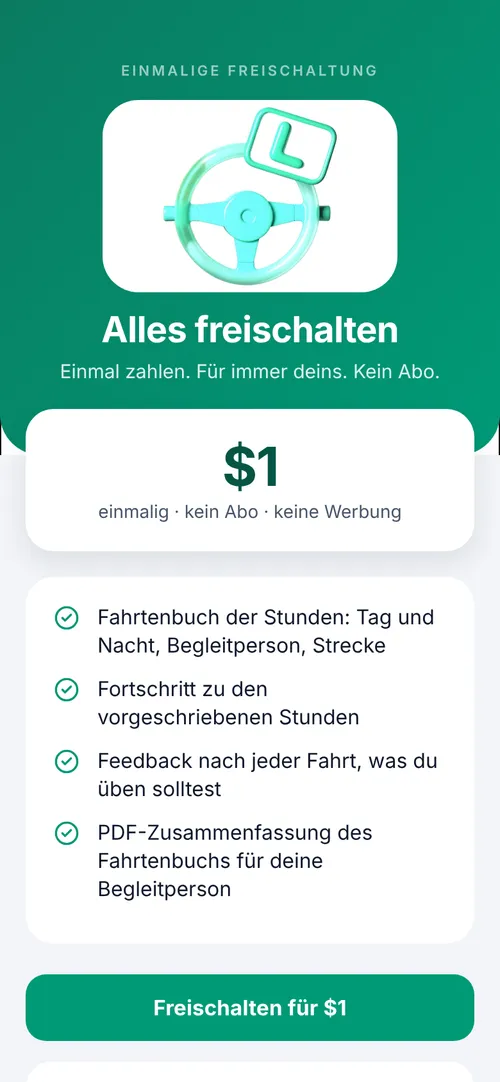 EINMALIGE FREISCHALTUNG
L
Alles freischalten
Einmal zahlen. Für immer deins. Kein Abo.
$1
einmalig · kein Abo · keine Werbung
Fahrtenbuch der Stunden: Tag und
Nacht, Begleitperson, Strecke
Fortschritt zu den
vorgeschriebenen Stunden
Feedback nach jeder Fahrt, was du
üben solltest
PDF-Zusammenfassung des
Fahrtenbuchs für deine
Begleitperson
Freischalten für $1